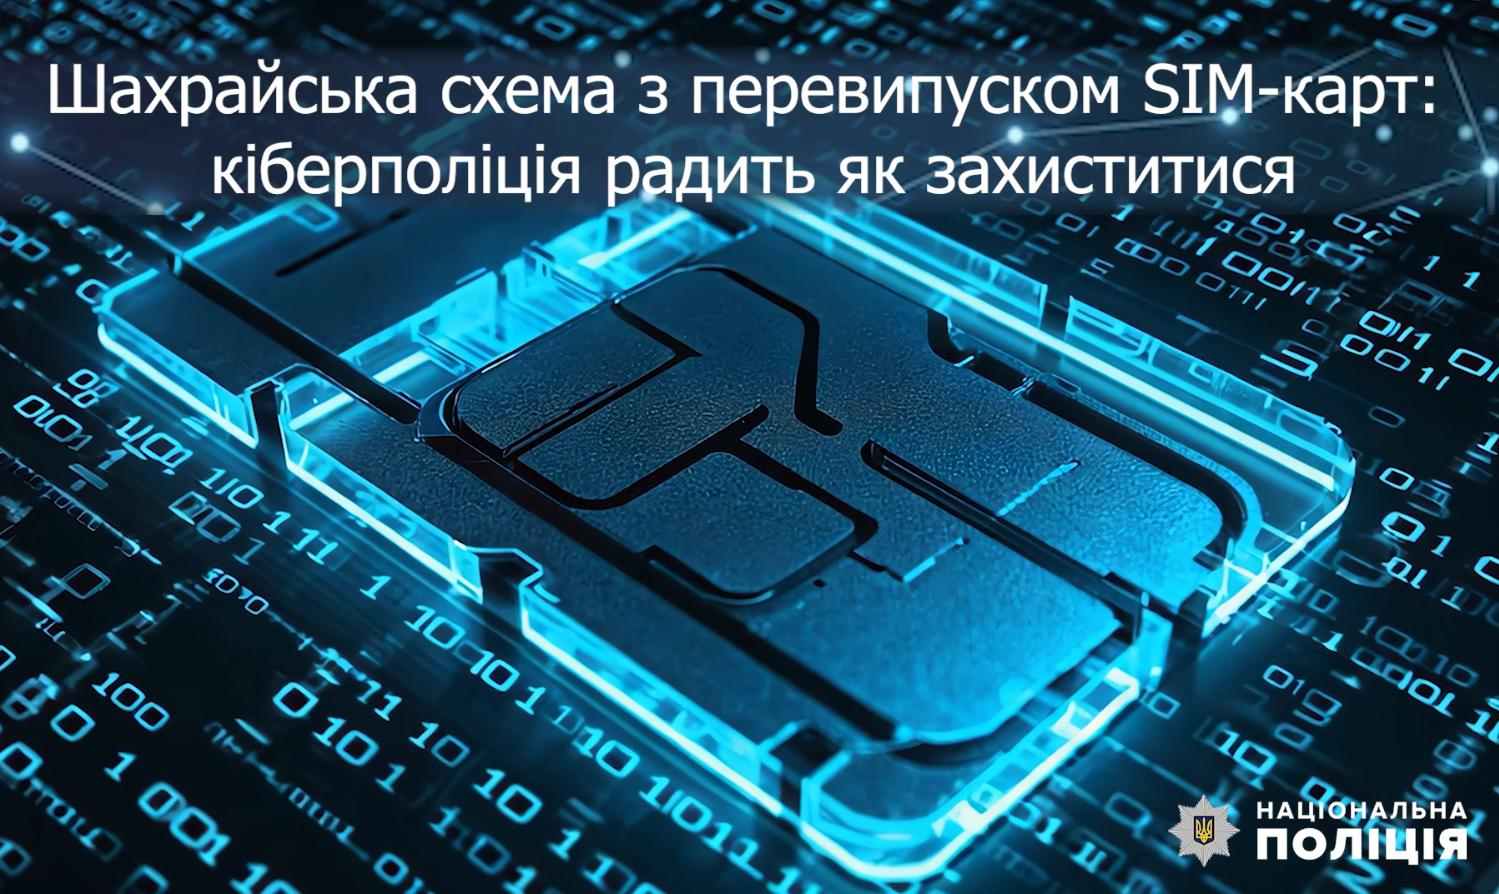 Шахрайська схема з перевипуском SIM-карт:
кіберполіція радить як захиститися
НАЦІОНАЛЬНА
ПОЛІЦІЯ